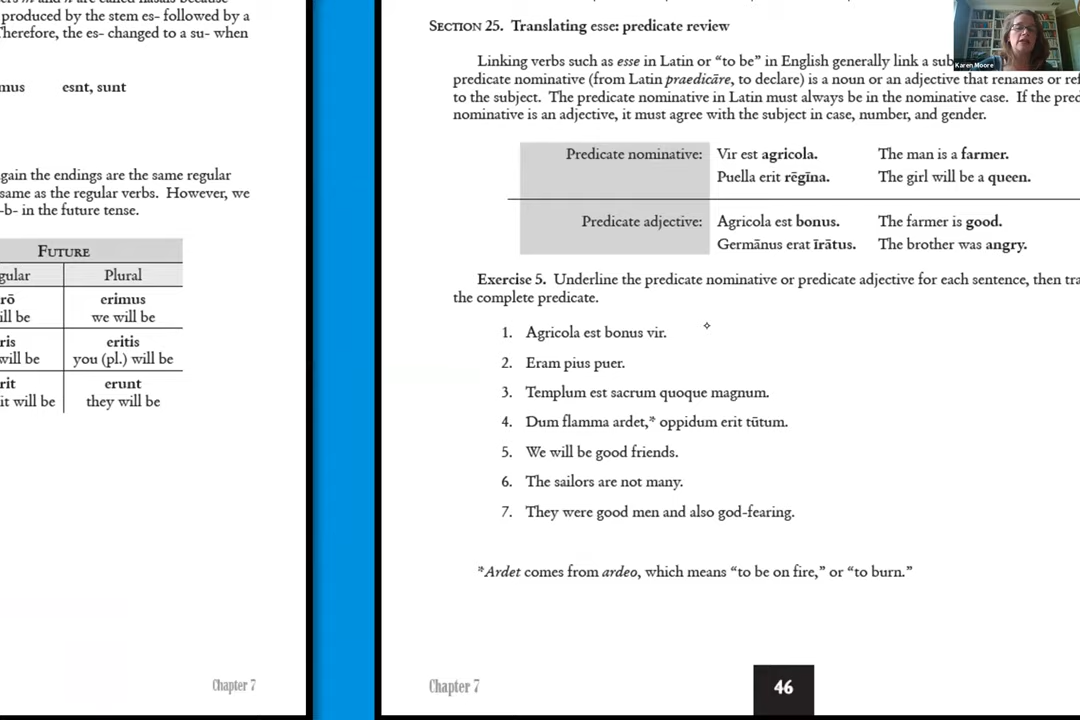 ers m and n are called nasals because
produced by the stem es- followed by a
Therefore, the es- changed to a su- when
mus esnt, sunt
gain the endings are the same regular
same as the regular verbs. However, we
-b- in the future tense.
FUTURE
gular Plural
rō erimus
ill be we will be
ris eritis
will be you (pl.) will be
rit erunt
it will be they will be
Chapter 7
SECTION 25. Translating esse: predicate review
Linking verbs such as esse in Latin or “to be” in English generally link a sub
predicate nominative (from Latin praedicāre, to declare) is a noun or an adjective that renames or ref
to the subject. The predicate nominative in Latin must always be in the nominative case. If the pred
nominative is an adjective, it must agree with the subject in case, number, and gender.
Predicate nominative: Vir est agricola. The man is a farmer.
Puella erit rēgīna. The girl will be a queen.
Predicate adjective: Agricola est bonus. The farmer is good.
Germānus erat īrātus. The brother was angry.
Exercise 5. Underline the predicate nominative or predicate adjective for each sentence, then tra
the complete predicate.
1. Agricola est bonus vir.
2. Eram pius puer.
3. Templum est sacrum quoque magnum.
4. Dum flamma ardet,* oppidum erit tūtum.
5. We will be good friends.
6. The sailors are not many.
7. They were good men and also god-fearing.
*Ardet comes from ardeo, which means “to be on fire,” or “to burn.”
Chapter 7
46
Karen Moore